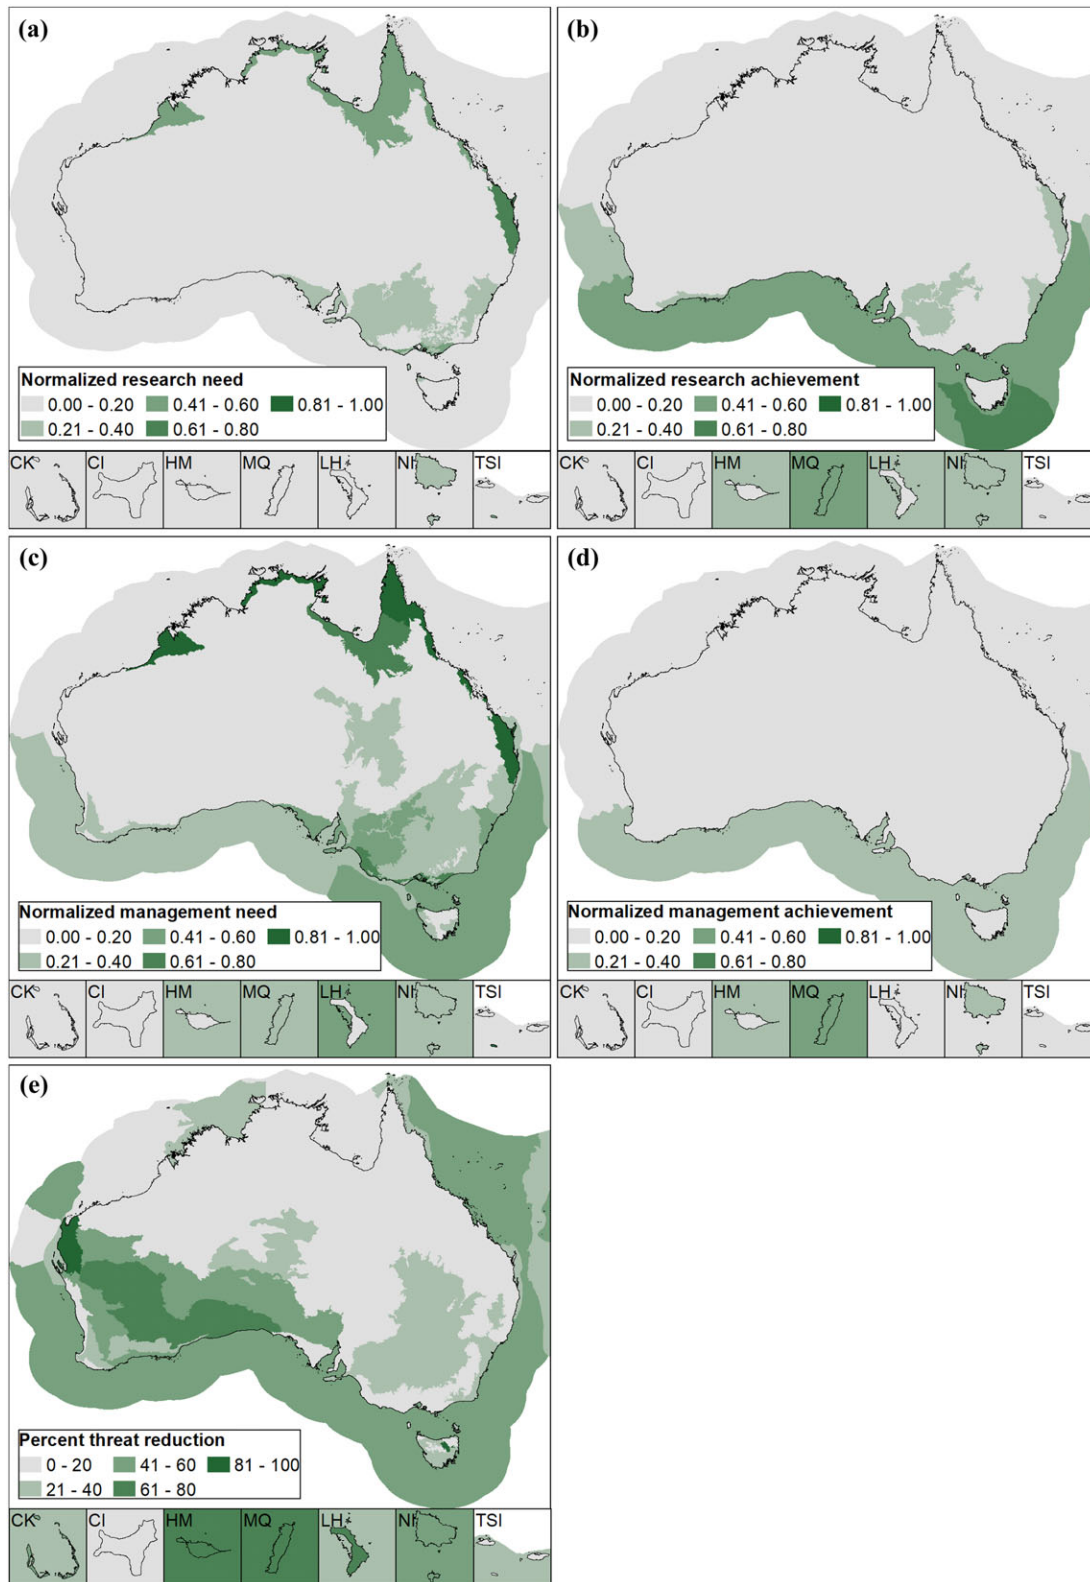 (a)
Normalized research need
0.00 - 0.20 0.41 - 0.60 0.81 - 1.00
0.21 - 0.40 0.61 - 0.80
CK CI HM MQ LH NI TSI
(b)
Normalized research achievement
0.00 - 0.20 0.41 - 0.60 0.81 - 1.00
0.21 - 0.40 0.61 - 0.80
CK CI HM MQ LH NI TSI
(c)
Normalized management need
0.00 - 0.20 0.41 - 0.60 0.81 - 1.00
0.21 - 0.40 0.61 - 0.80
CK CI HM MQ LH NI TSI
(d)
Normalized management achievement
0.00 - 0.20 0.41 - 0.60 0.81 - 1.00
0.21 - 0.40 0.61 - 0.80
CK CI HM MQ LH NI TSI
(e)
Percent threat reduction
0 - 20 41 - 60 81 - 100
21 - 40 61 - 80
CK CI HM MQ LH NI TSI